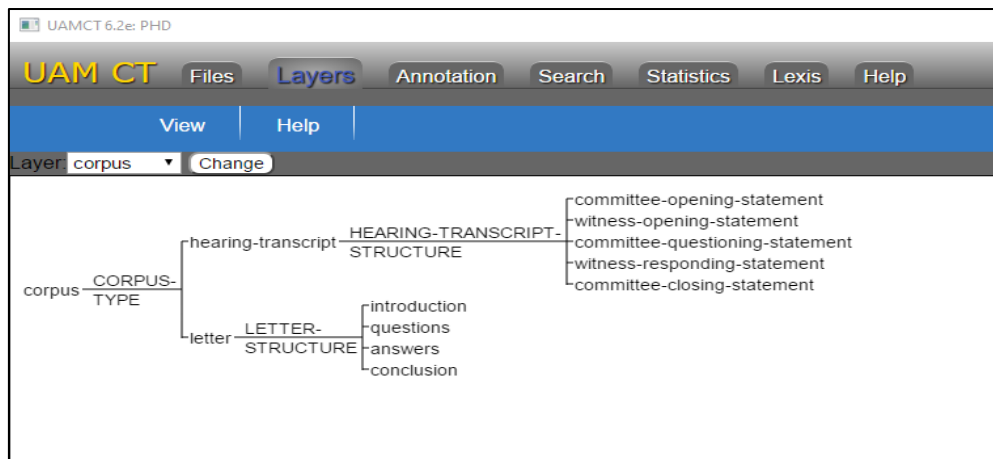 UAMCT 6.2e: PHD
UAM CT Files Layers Annotation Search Statistics Lexis Help
View Help
Layer: corpus Change
corpus
CORPUS-
TYPE
hearing-transcript
HEARING-TRANSCRIPT-
STRUCTURE
committee-opening-statement
witness-opening-statement
committee-questioning-statement
witness-responding-statement
committee-closing-statement
letter
LETTER-
STRUCTURE
introduction
questions
answers
conclusion